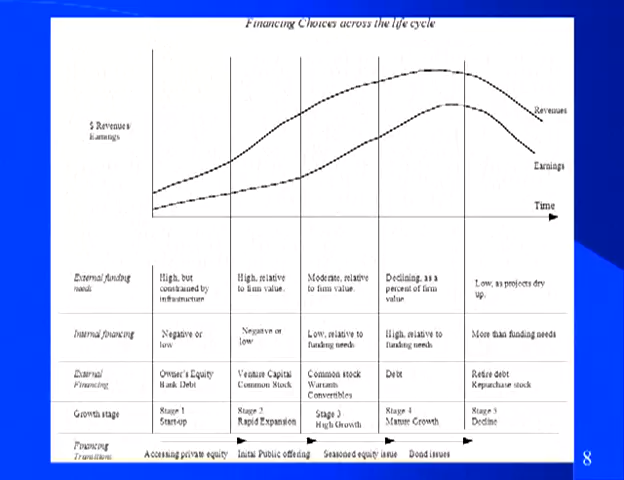 Financing Choices across the life cycle
$ Revenues/
Earnings
Revenues
Earnings
Time
External funding
needs
High, but
constrained by
infrastructure.
High, relative
to firm value.
Moderate, relative
to firm value.
Declining, as a
percent of firm
value
Low, as projects dry
up.
Internal financing
Negative or
low
Negative or
low
Low, relative to
funding needs
High, relative to
funding needs
More than funding needs
External
Financing
Owner's Equity
Bank Debt
Venture Capital
Common Stock
Common stock
Warrants
Convertibles
Debt
Retire debt
Repurchase stock
Growth stage
Stage 1
Start-up
Stage 2
Rapid Expansion
Stage 3
High Growth
Stage 4
Mature Growth
Stage 5
Decline
Financing
Transitions
Accessing private equity
Inital Public offering
Seasoned equity issue
Bond issues
8